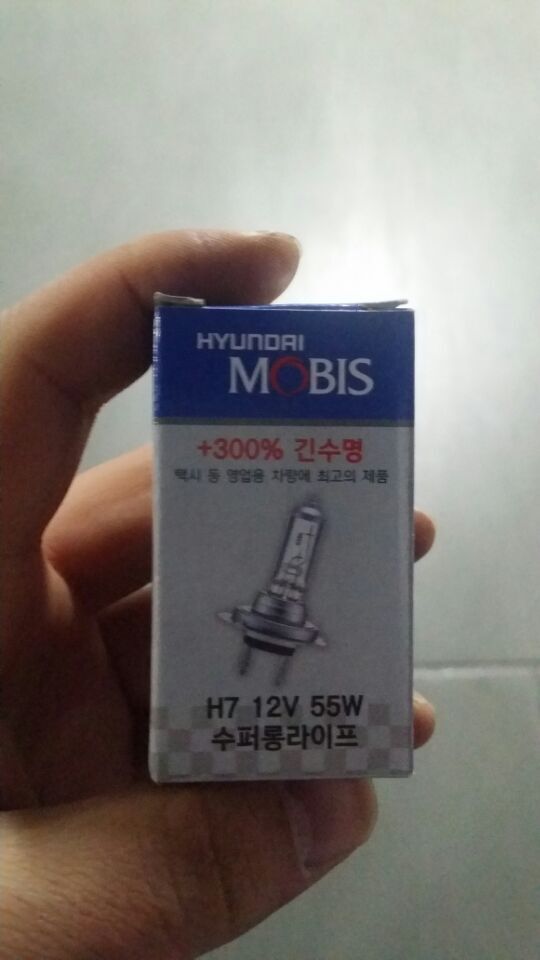 HYUNDAI
MOBIS
+300% 긴수명
택시 등 영업용 차량에 최고의 제품
H7 12V 55W
수퍼롱라이프